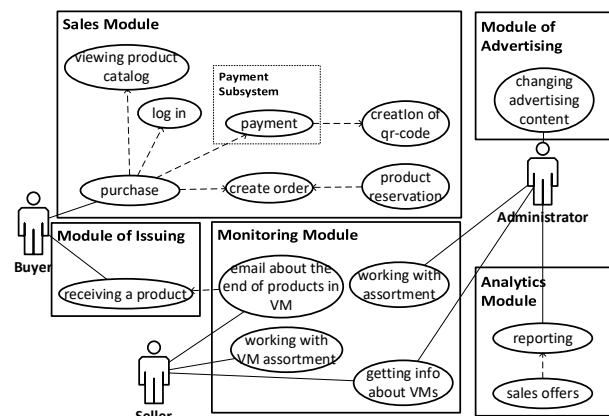 Sales Module
viewing product
catalog
log in
Payment
Subsystem
payment
creation of
qr-code
purchase
create order
product
reservation
Module of
Advertising
changing
advertising
content
Administrator
Buyer
Module of Issuing
receiving a product
Monitoring Module
email about the
end of products in
VM
working with
assortment
working with
VM assortment
getting info
about VMs
Analytics
Module
reporting
sales offers
Seller